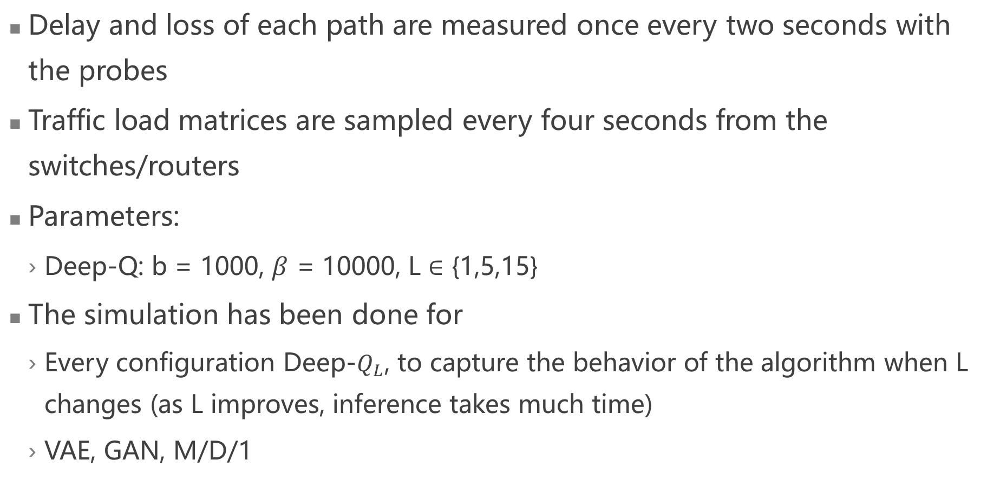 ▪ Delay and loss of each path are measured once every two seconds with
the probes
▪ Traffic load matrices are sampled every four seconds from the
switches/routers
▪ Parameters:
› Deep-Q: b = 1000, 𝛽 = 10000, L ∈ {1,5,15}
▪ The simulation has been done for
› Every configuration Deep-𝑄𝐿, to capture the behavior of the algorithm when L
changes (as L improves, inference takes much time)
› VAE, GAN, M/D/1